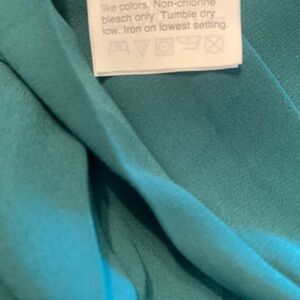 like colors. Non-chlorine
bleach only. Tumble dry
low. Iron on lowest setting.